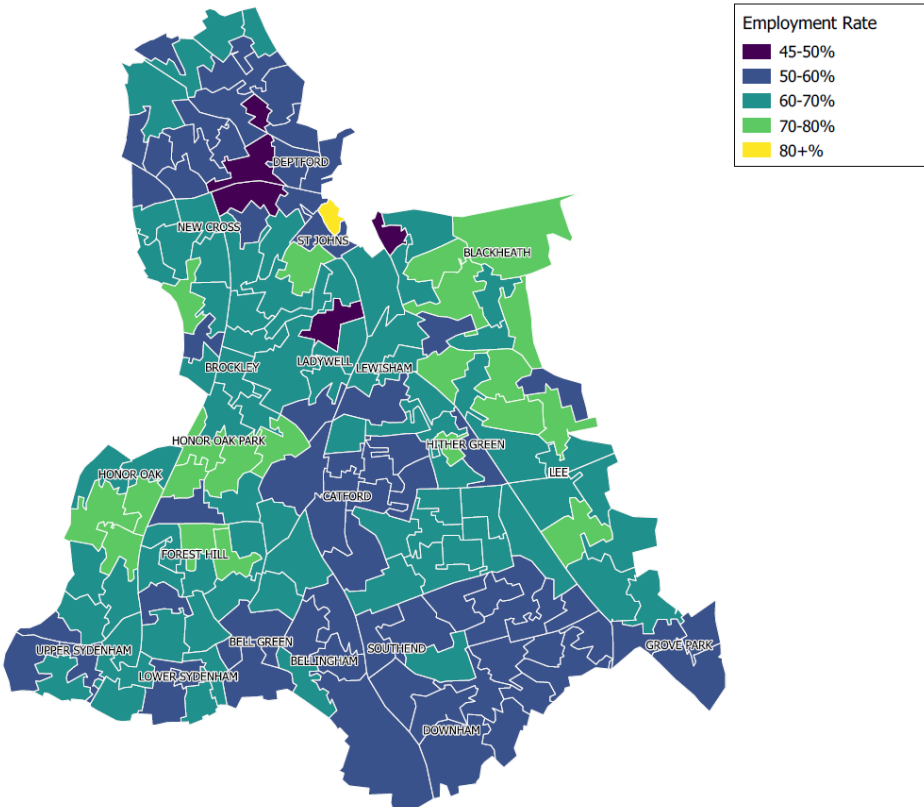 Employment Rate
45-50%
50-60%
60-70%
70-80%
80+%
DEPTFORD
NEW CROSS
ST JOHNS
BLACKHEATH
BROCKLEY
LADYWELL
LEWISHAM
HONOR OAK PARK
HITHER GREEN
HONOR OAK
LEE
CATFORD
FOREST HILL
UPPER SYDENHAM
BELL GREEN
SOUTHEND
GROVE PARK
BELLINGHAM
LOWER SYDENHAM
DOWNHAM